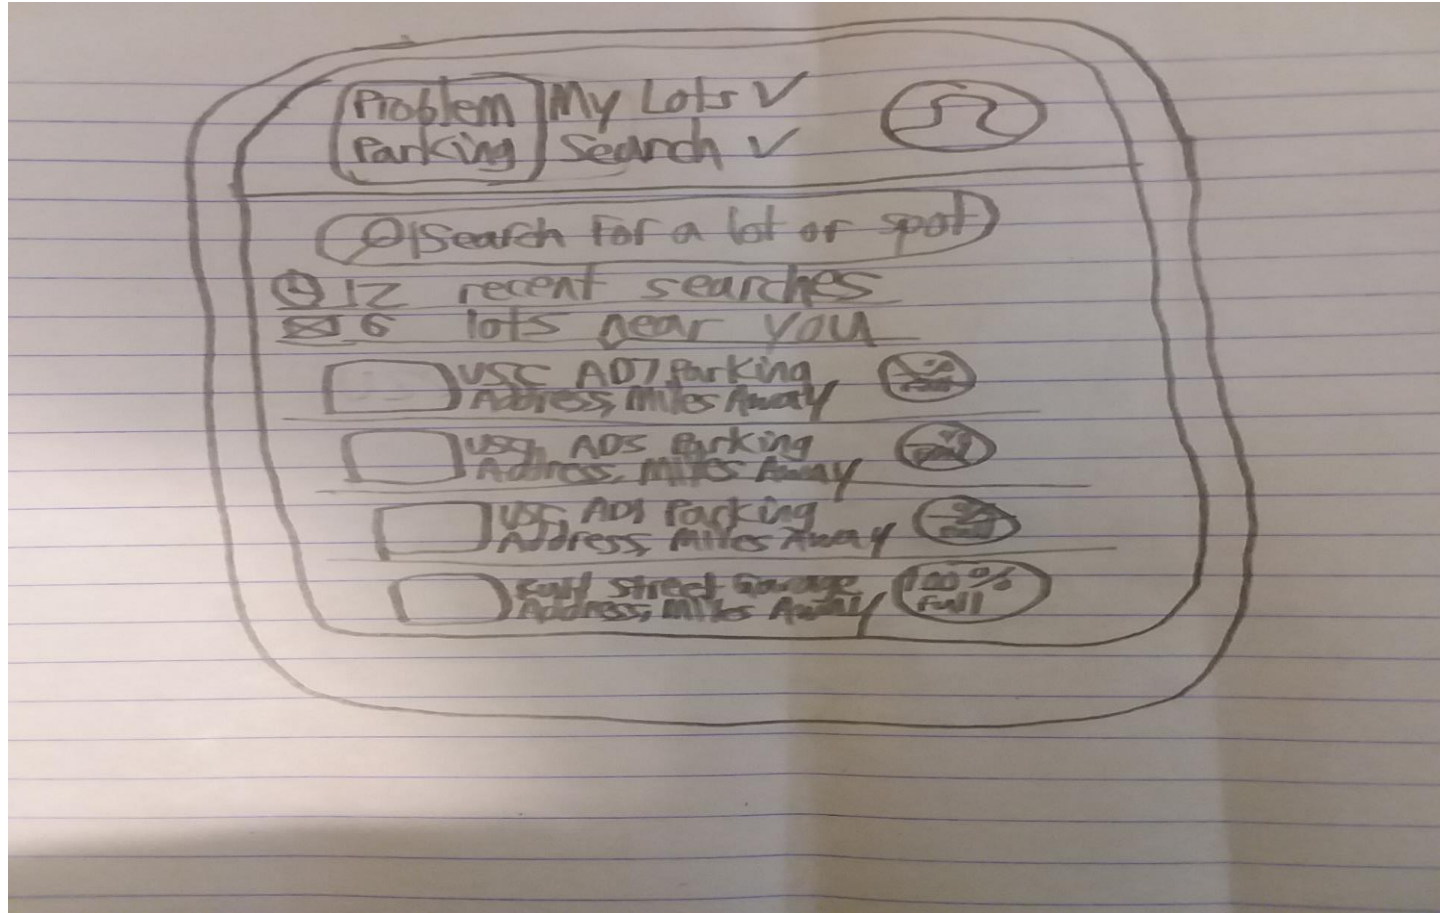 Problem My Lots
Parking Search
Search for a lot or spot
12 recent searches
6 lots near you
USC AD7 Parking
Address, Miles Away
USC, AD5 Parking
Address, Miles Away
USC, AD1 Parking
Address, Miles Away
Street Garage
Address, Miles Away
100%
Full